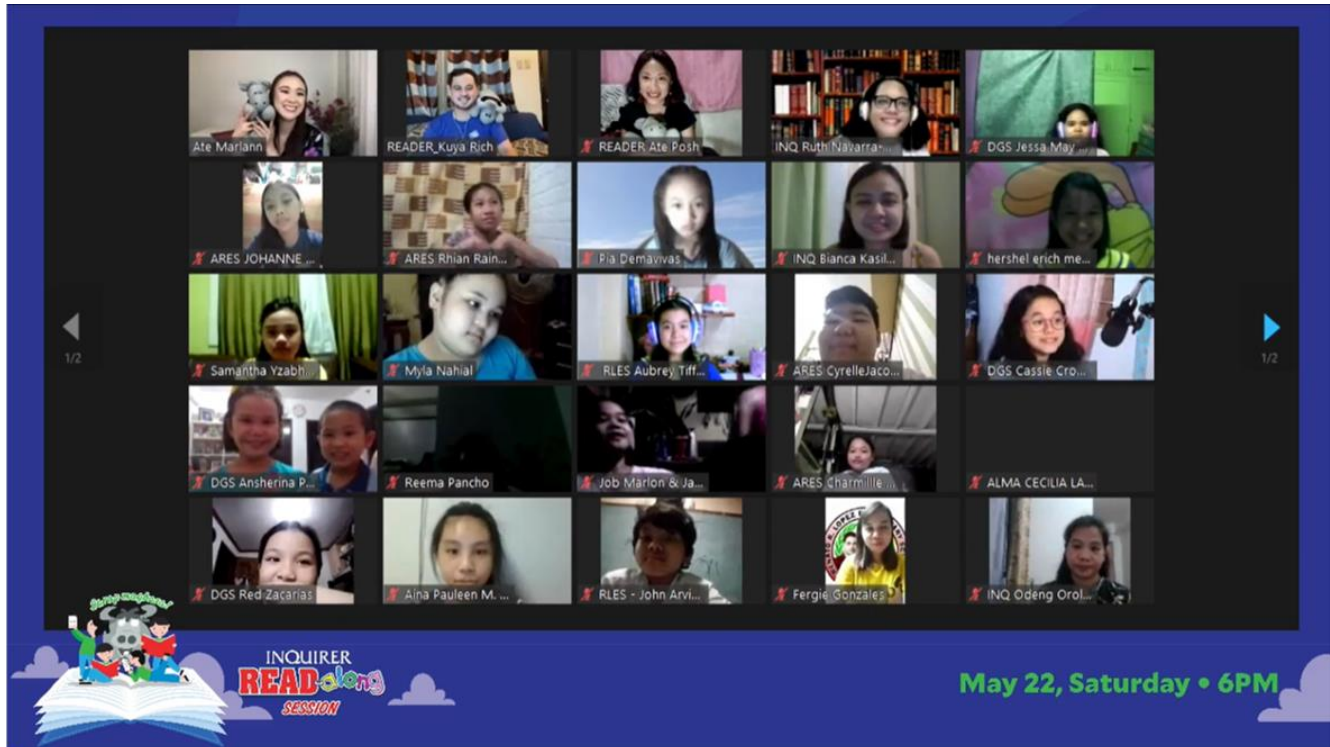 Ate Marlann
READER_Kuya Rich
READER Ate Posh
INQ Ruth Navarra-...
DGS Jessa May ...
ARES JOHANNE ...
ARES Rhian Rain...
Pia Demavivas
INQ Bianca Kasil...
hershel erich me...
Samantha Yzabh...
Myla Nahial
RLES Aubrey Tiff...
ARES CyrelleJaco...
DGS Cassie Cro...
1/2
1/2
DGS Ansherina P...
Reema Pancho
Job Marlon & Ja...
ARES Charmillle ...
ALMA CECILIA LA...
DGS Red Zacarias
Aina Pauleen M. ...
RLES - John Arvi...
Fergie Gonzales
INQ Odeng Orol...
Sarap magbasa!
INQUIRER
READ-along
SESSION
May 22, Saturday • 6PM